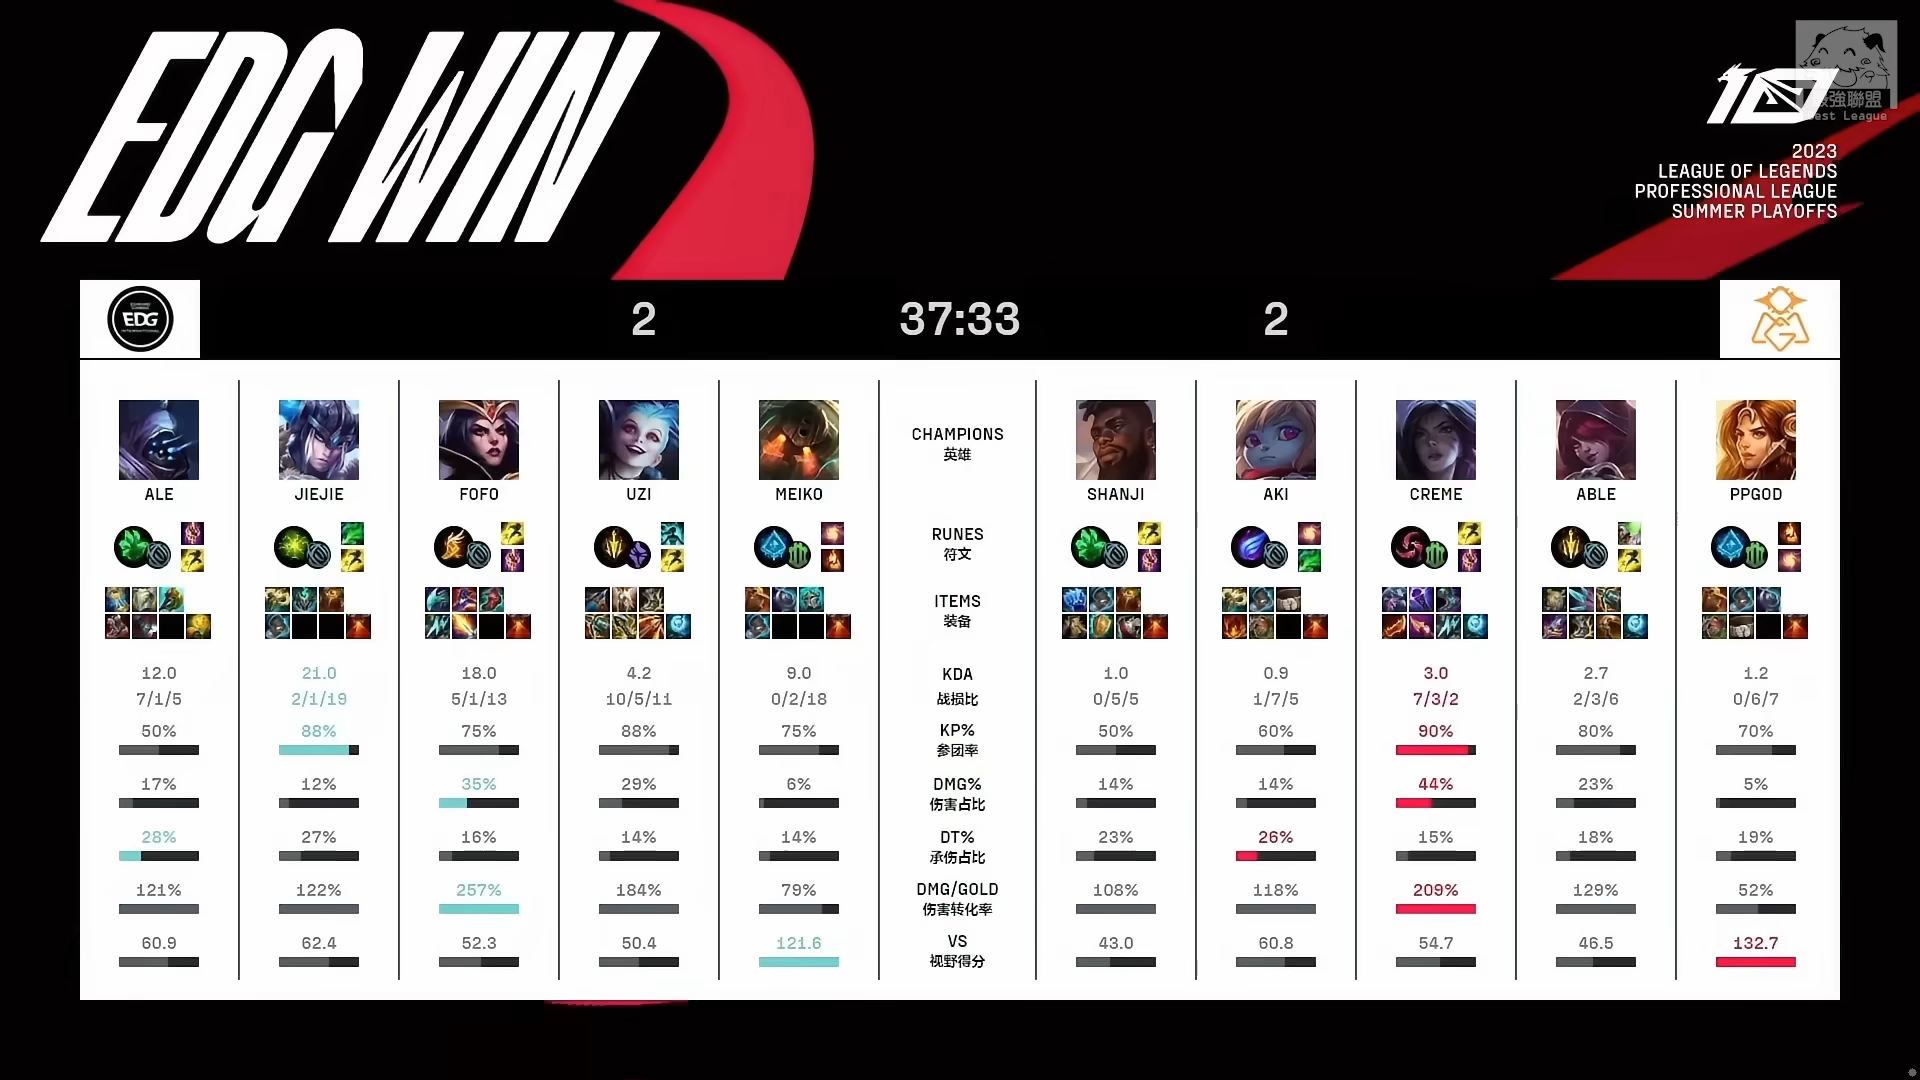 EDG WIN
最強聯盟
Best League
2023
LEAGUE OF LEGENDS
PROFESSIONAL LEAGUE
SUMMER PLAYOFFS
EDG
2 37:33 2
CHAMPIONS
英雄
ALE JIEJIE FOFO UZI MEIKO SHANJI AKI CREME ABLE PPGOD
RUNES
符文
ITEMS
装备
12.0 21.0 18.0 4.2 9.0 KDA 1.0 0.9 3.0 2.7 1.2
7/1/5 2/1/19 5/1/13 10/5/11 0/2/18 战损比 0/5/5 1/7/5 7/3/2 2/3/6 0/6/7
50% 88% 75% 88% 75% KP% 50% 60% 90% 80% 70%
参团率
17% 12% 35% 29% 6% DMG% 14% 14% 44% 23% 5%
伤害占比
28% 27% 16% 14% 14% DT% 23% 26% 15% 18% 19%
承伤占比
121% 122% 257% 184% 79% DMG/GOLD 108% 118% 209% 129% 52%
伤害转化率
60.9 62.4 52.3 50.4 121.6 VS 43.0 60.8 54.7 46.5 132.7
视野得分